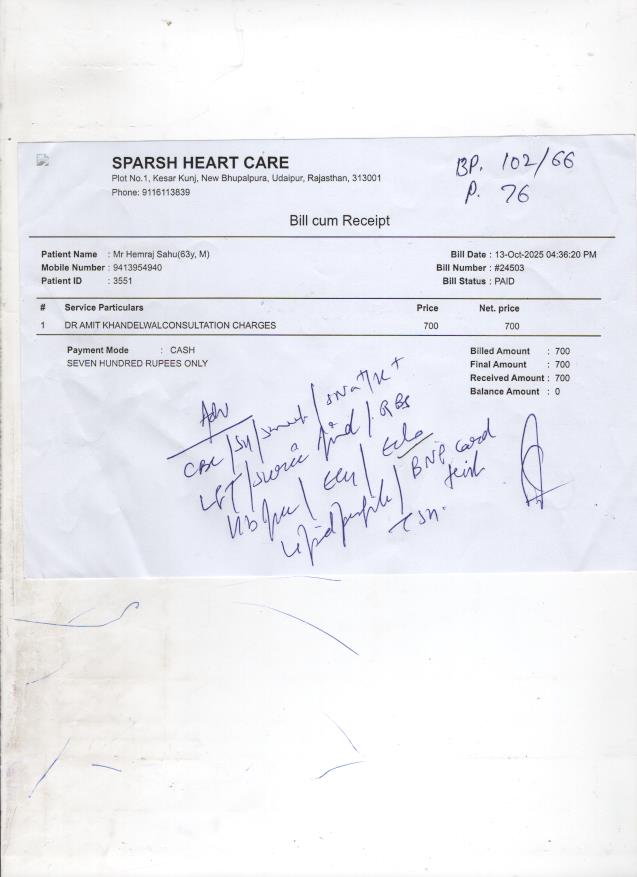 SPARSH HEART CARE
Plot No.1, Kesar Kunj, New Bhupalpura, Udaipur, Rajasthan, 313001
Phone: 9116113839
BP. 102/66
P. 76
Bill cum Receipt
Patient Name : Mr Hemraj Sahu(63y, M)
Mobile Number : 9413954940
Patient ID : 3551
Bill Date : 13-Oct-2025 04:36:20 PM
Bill Number : #24503
Bill Status : PAID
# Service Particulars Price Net. price
1 DR AMIT KHANDELWALCONSULTATION CHARGES 700 700
Payment Mode : CASH
SEVEN HUNDRED RUPEES ONLY
Billed Amount : 700
Final Amount : 700
Received Amount : 700
Balance Amount : 0
Adv
CBC / / / Na+/K+
LFT / / RBS
/ / Echo
Lipid profile / BNP card
TSH.